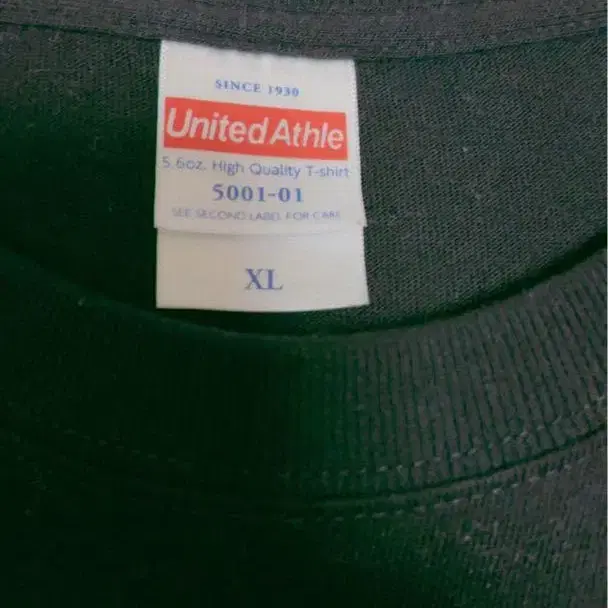 SINCE 1930
United Athle
5.6oz. High Quality T-shirt
5001-01
SEE SECOND LABEL FOR CARE
XL